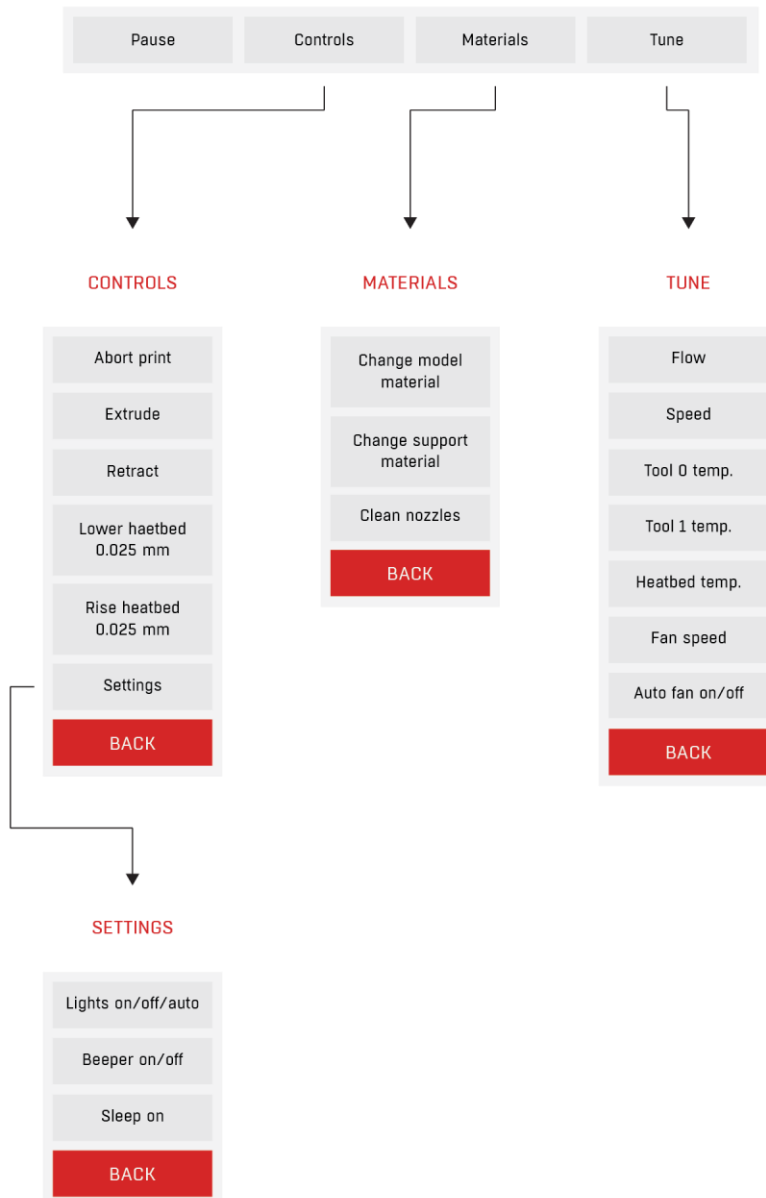 Pause
Controls
Materials
Tune
CONTROLS
Abort print
Extrude
Retract
Lower haetbed
0.025 mm
Rise heatbed
0.025 mm
Settings
BACK
MATERIALS
Change model
material
Change support
material
Clean nozzles
BACK
TUNE
Flow
Speed
Tool 0 temp.
Tool 1 temp.
Heatbed temp.
Fan speed
Auto fan on/off
BACK
SETTINGS
Lights on/off/auto
Beeper on/off
Sleep on
BACK